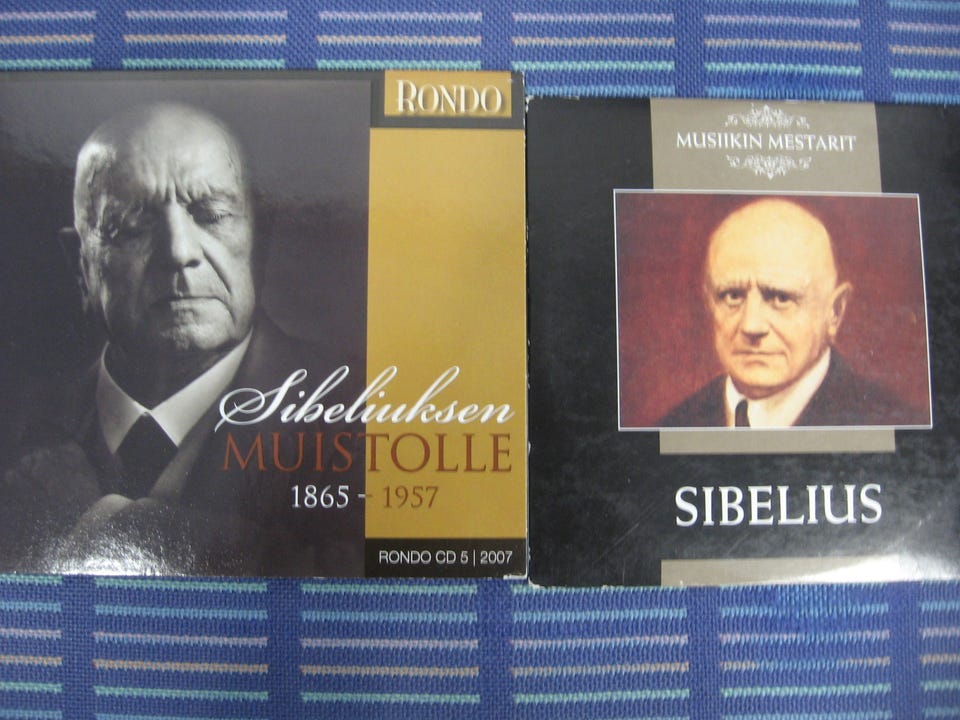 RONDO
Sibeliuksen
MUISTOLLE
1865 - 1957
RONDO CD 5 | 2007
MUSIIKIN MESTARIT
SIBELIUS